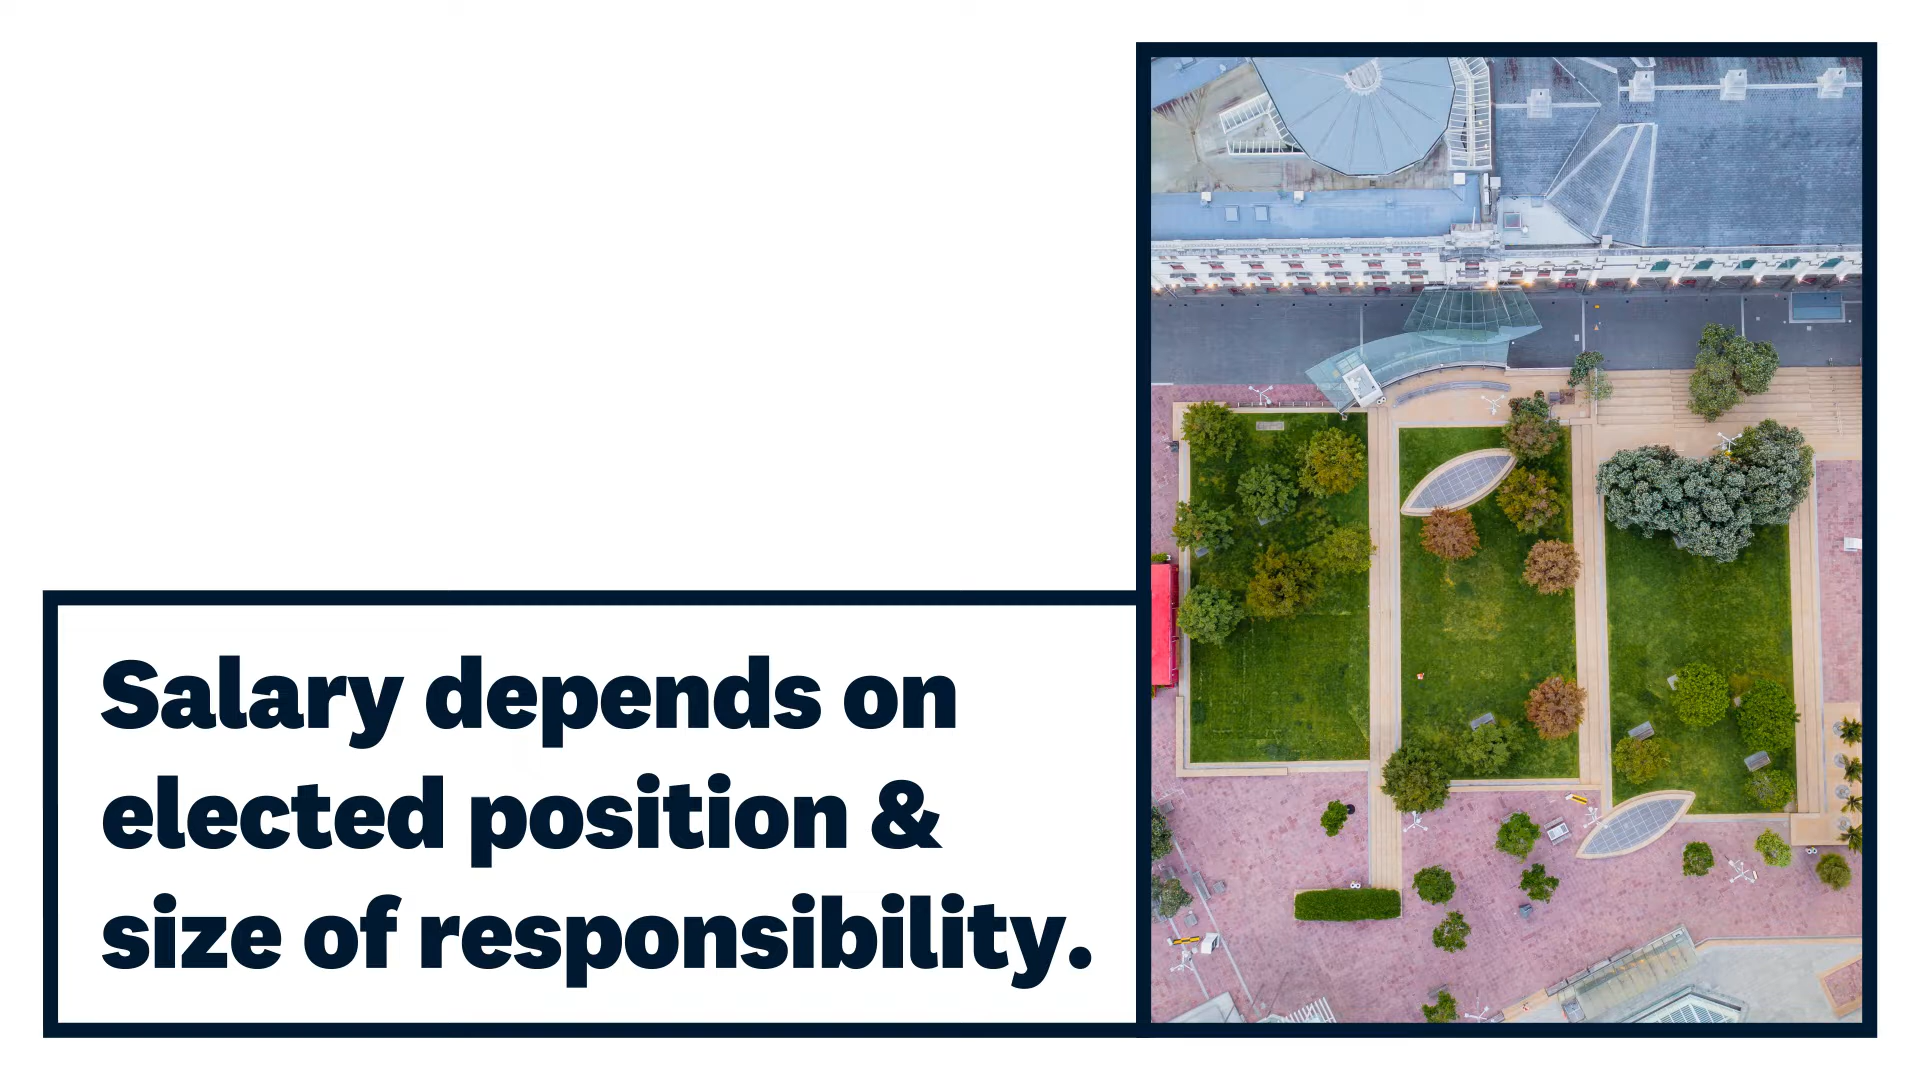 Salary depends on
elected position &
size of responsibility.